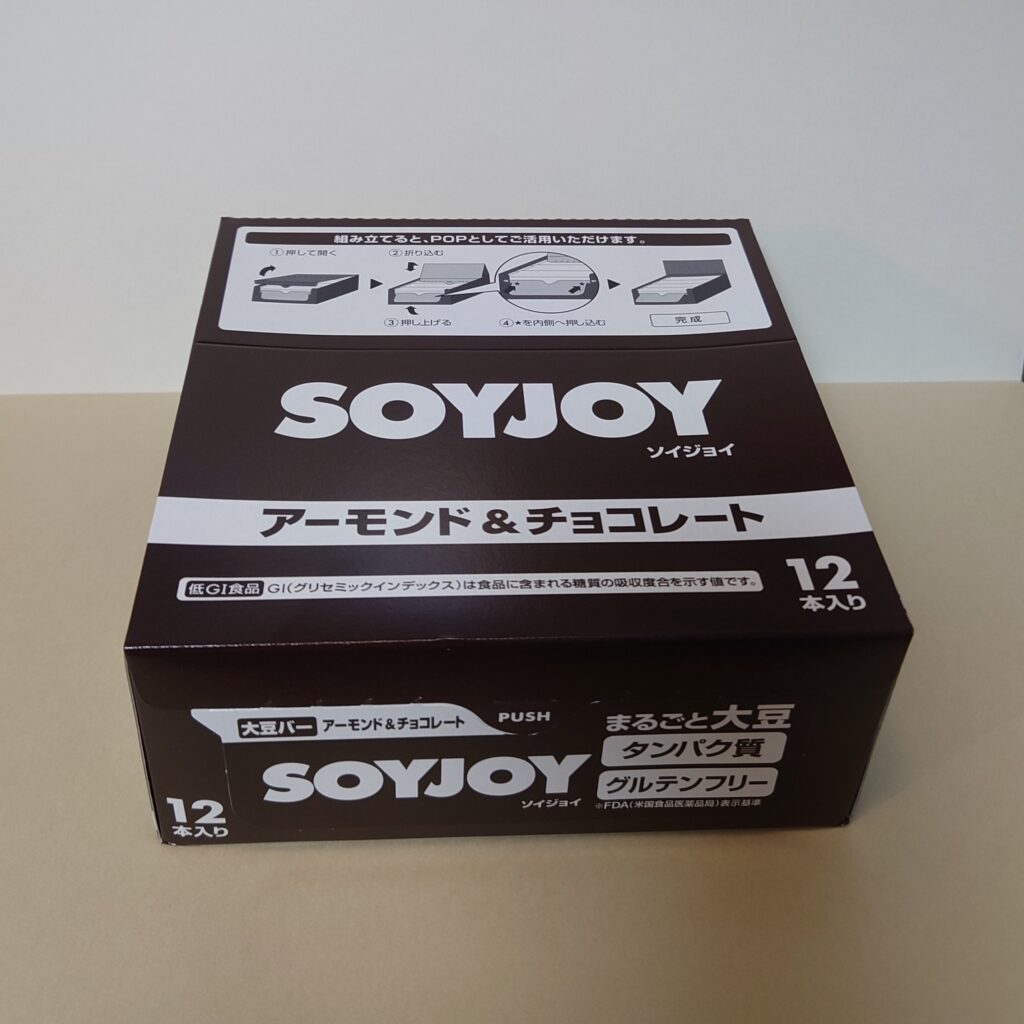 組み立てると、POPとしてご活用いただけます。
①押して開く
②折り込む
③押し上げる
④★を内側へ押し込む
完成
SOYJOY
ソイジョイ
アーモンド&チョコレート
低GI食品 GI(グリセミックインデックス)は食品に含まれる糖質の吸収度合を示す値です。
12
本入り
大豆バー アーモンド&チョコレート
PUSH
SOYJOY
ソイジョイ
まるごと大豆
タンパク質
グルテンフリー
※FDA(米国食品医薬品局)表示基準
12
本入り